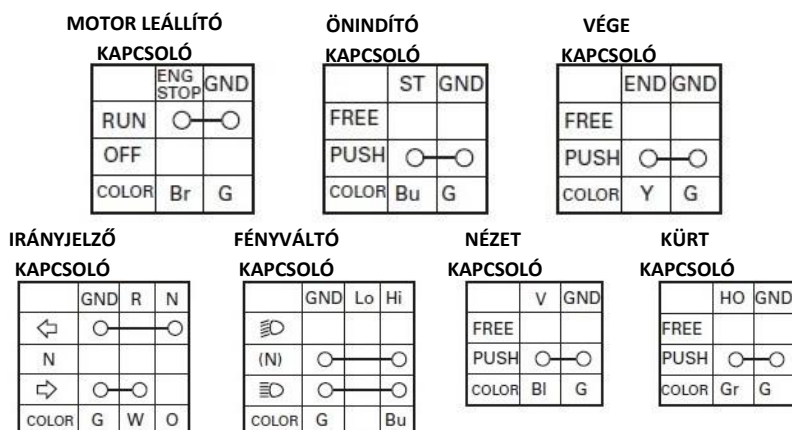 MOTOR LEÁLLÍTÓ
KAPCSOLÓ
ENG STOP GND
RUN
OFF
COLOR Br G
ÖNINDÍTÓ
KAPCSOLÓ
ST GND
FREE
PUSH
COLOR Bu G
VÉGE
KAPCSOLÓ
END GND
FREE
PUSH
COLOR Y G
IRÁNYJELZŐ
KAPCSOLÓ
GND R N
N
COLOR G W O
FÉNYVÁLTÓ
KAPCSOLÓ
GND Lo Hi
(N)
COLOR G Bu
NÉZET
KAPCSOLÓ
V GND
FREE
PUSH
COLOR Bl G
KÜRT
KAPCSOLÓ
HO GND
FREE
PUSH
COLOR Gr G